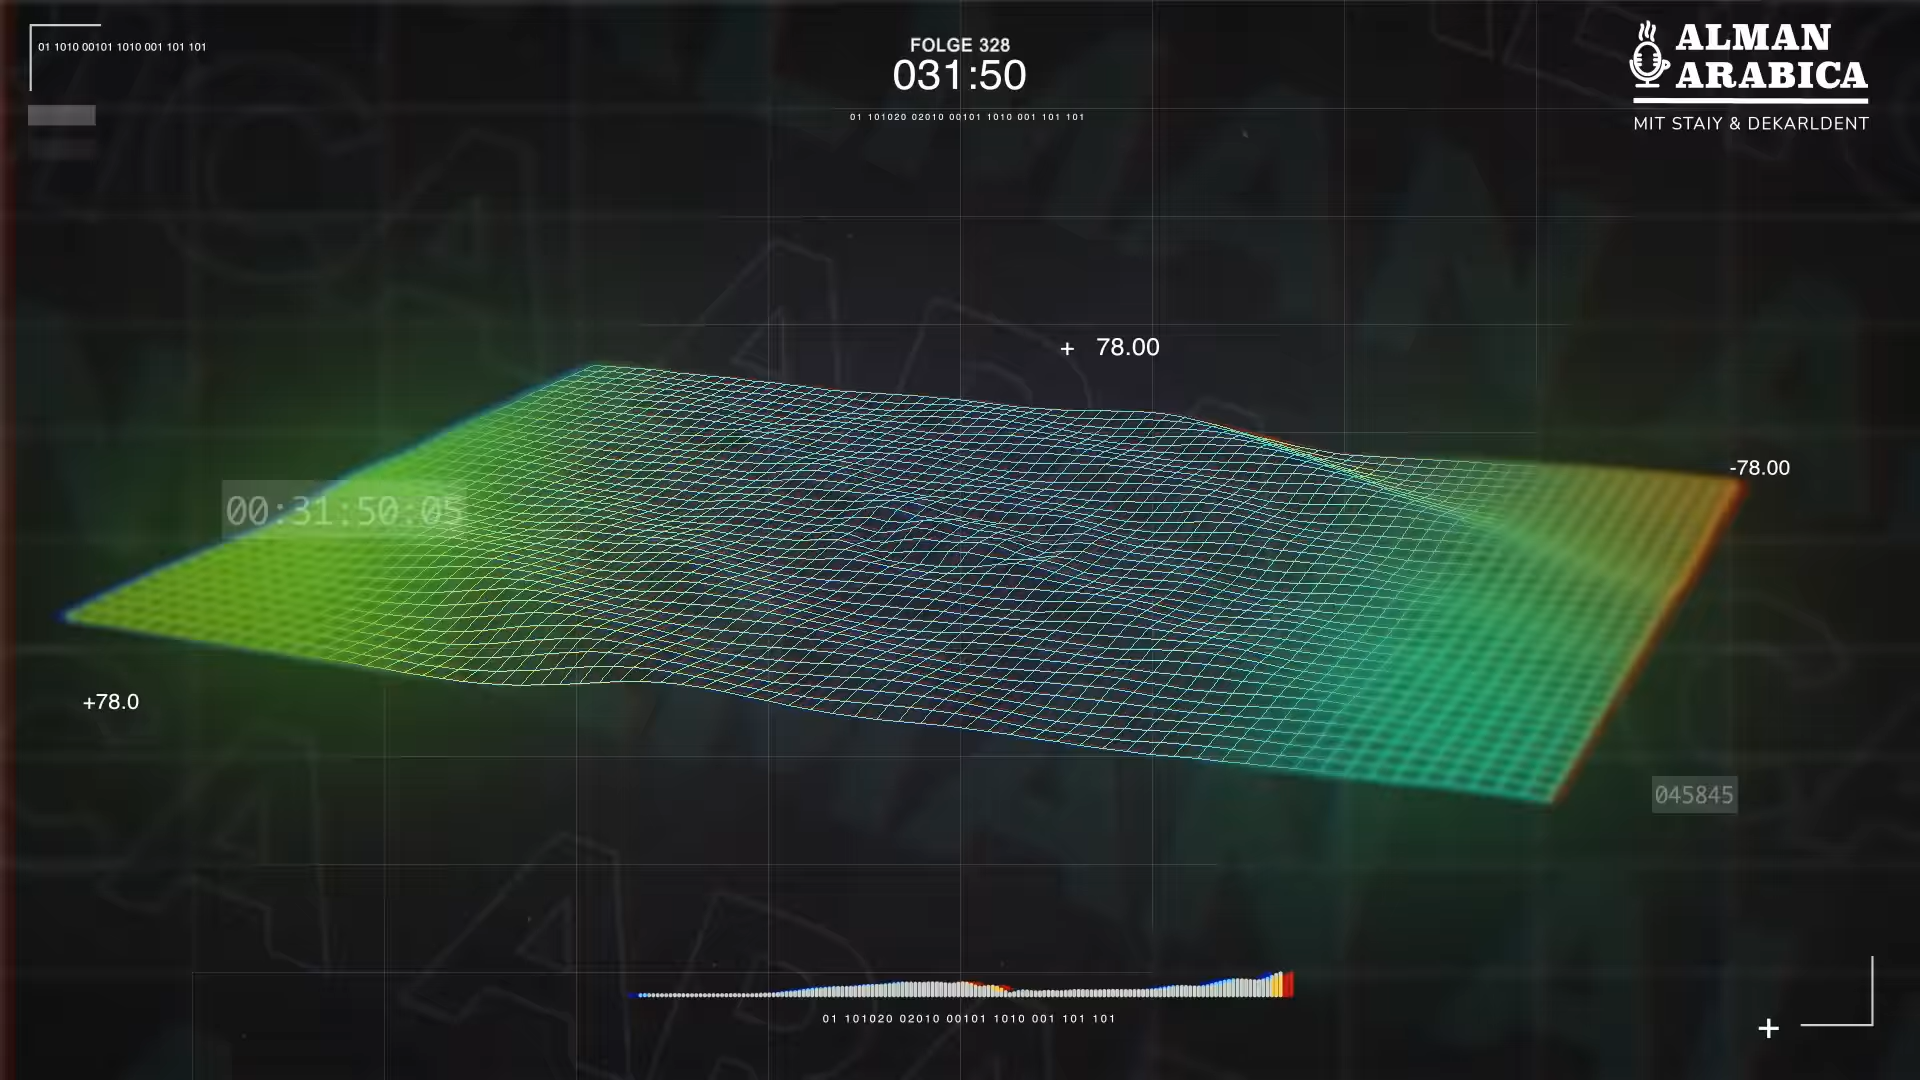 01 1010 00101 1010 001 101 101
FOLGE 328
031:50
01 101020 02010 00101 1010 001 101 101
ALMAN
ARABICA
MIT STAIY & DEKARLDENT
+ 78.00
-78.00
00:31:50:05
+78.0
045845
01 101020 02010 00101 1010 001 101 101
+